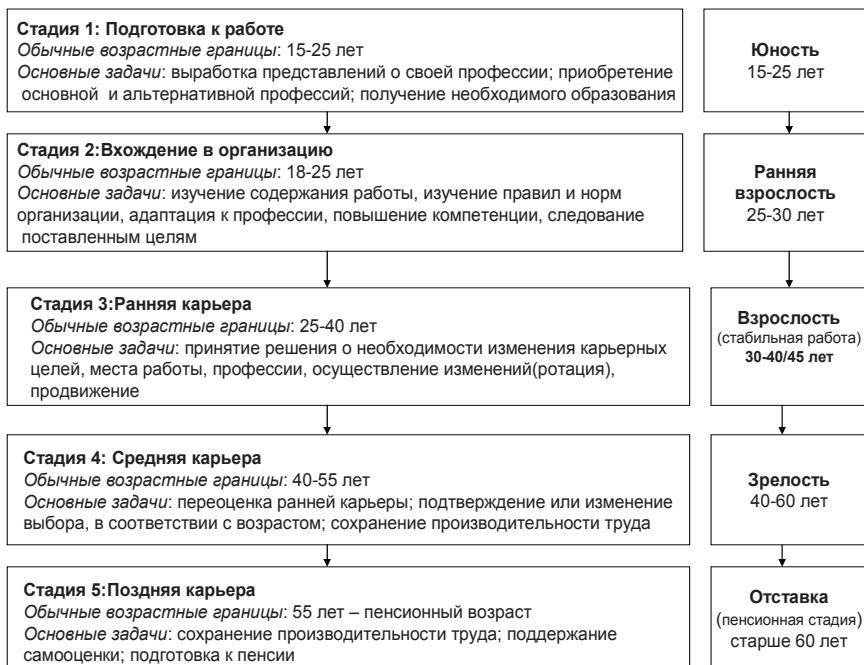 Стадия 1: Подготовка к работе
Обычные возрастные границы: 15-25 лет
Основные задачи: выработка представлений о своей профессии; приобретение
основной и альтернативной профессий; получение необходимого образования
Юность
15-25 лет
Стадия 2:Вхождение в организацию
Обычные возрастные границы: 18-25 лет
Основные задачи: изучение содержания работы, изучение правил и норм
организации, адаптация к профессии, повышение компетенции, следование
поставленным целям
Ранняя
взрослость
25-30 лет
Стадия 3:Ранняя карьера
Обычные возрастные границы: 25-40 лет
Основные задачи: принятие решения о необходимости изменения карьерных
целей, места работы, профессии, осуществление изменений(ротация),
продвижение
Взрослость
(стабильная работа)
30-40/45 лет
Стадия 4: Средняя карьера
Обычные возрастные границы: 40-55 лет
Основные задачи: переоценка ранней карьеры; подтверждение или изменение
выбора, в соответствии с возрастом; сохранение производительности труда
Зрелость
40-60 лет
Стадия 5:Поздняя карьера
Обычные возрастные границы: 55 лет – пенсионный возраст
Основные задачи: сохранение производительности труда; поддержание
самооценки; подготовка к пенсии
Отставка
(пенсионная стадия)
старше 60 лет